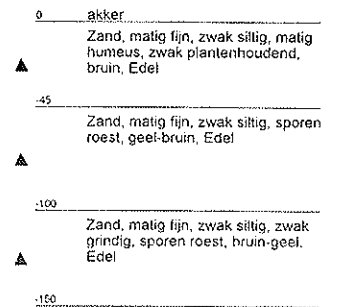 0 akker
Zand, matig fijn, zwak siltig, matig
humeus, zwak plantenhoudend,
bruin, Edel
-45
Zand, matig fijn, zwak siltig, sporen
roest, geel-bruin, Edel
-100
Zand, matig fijn, zwak siltig, zwak
grindig, sporen roest, bruin-geel,
Edel
-150